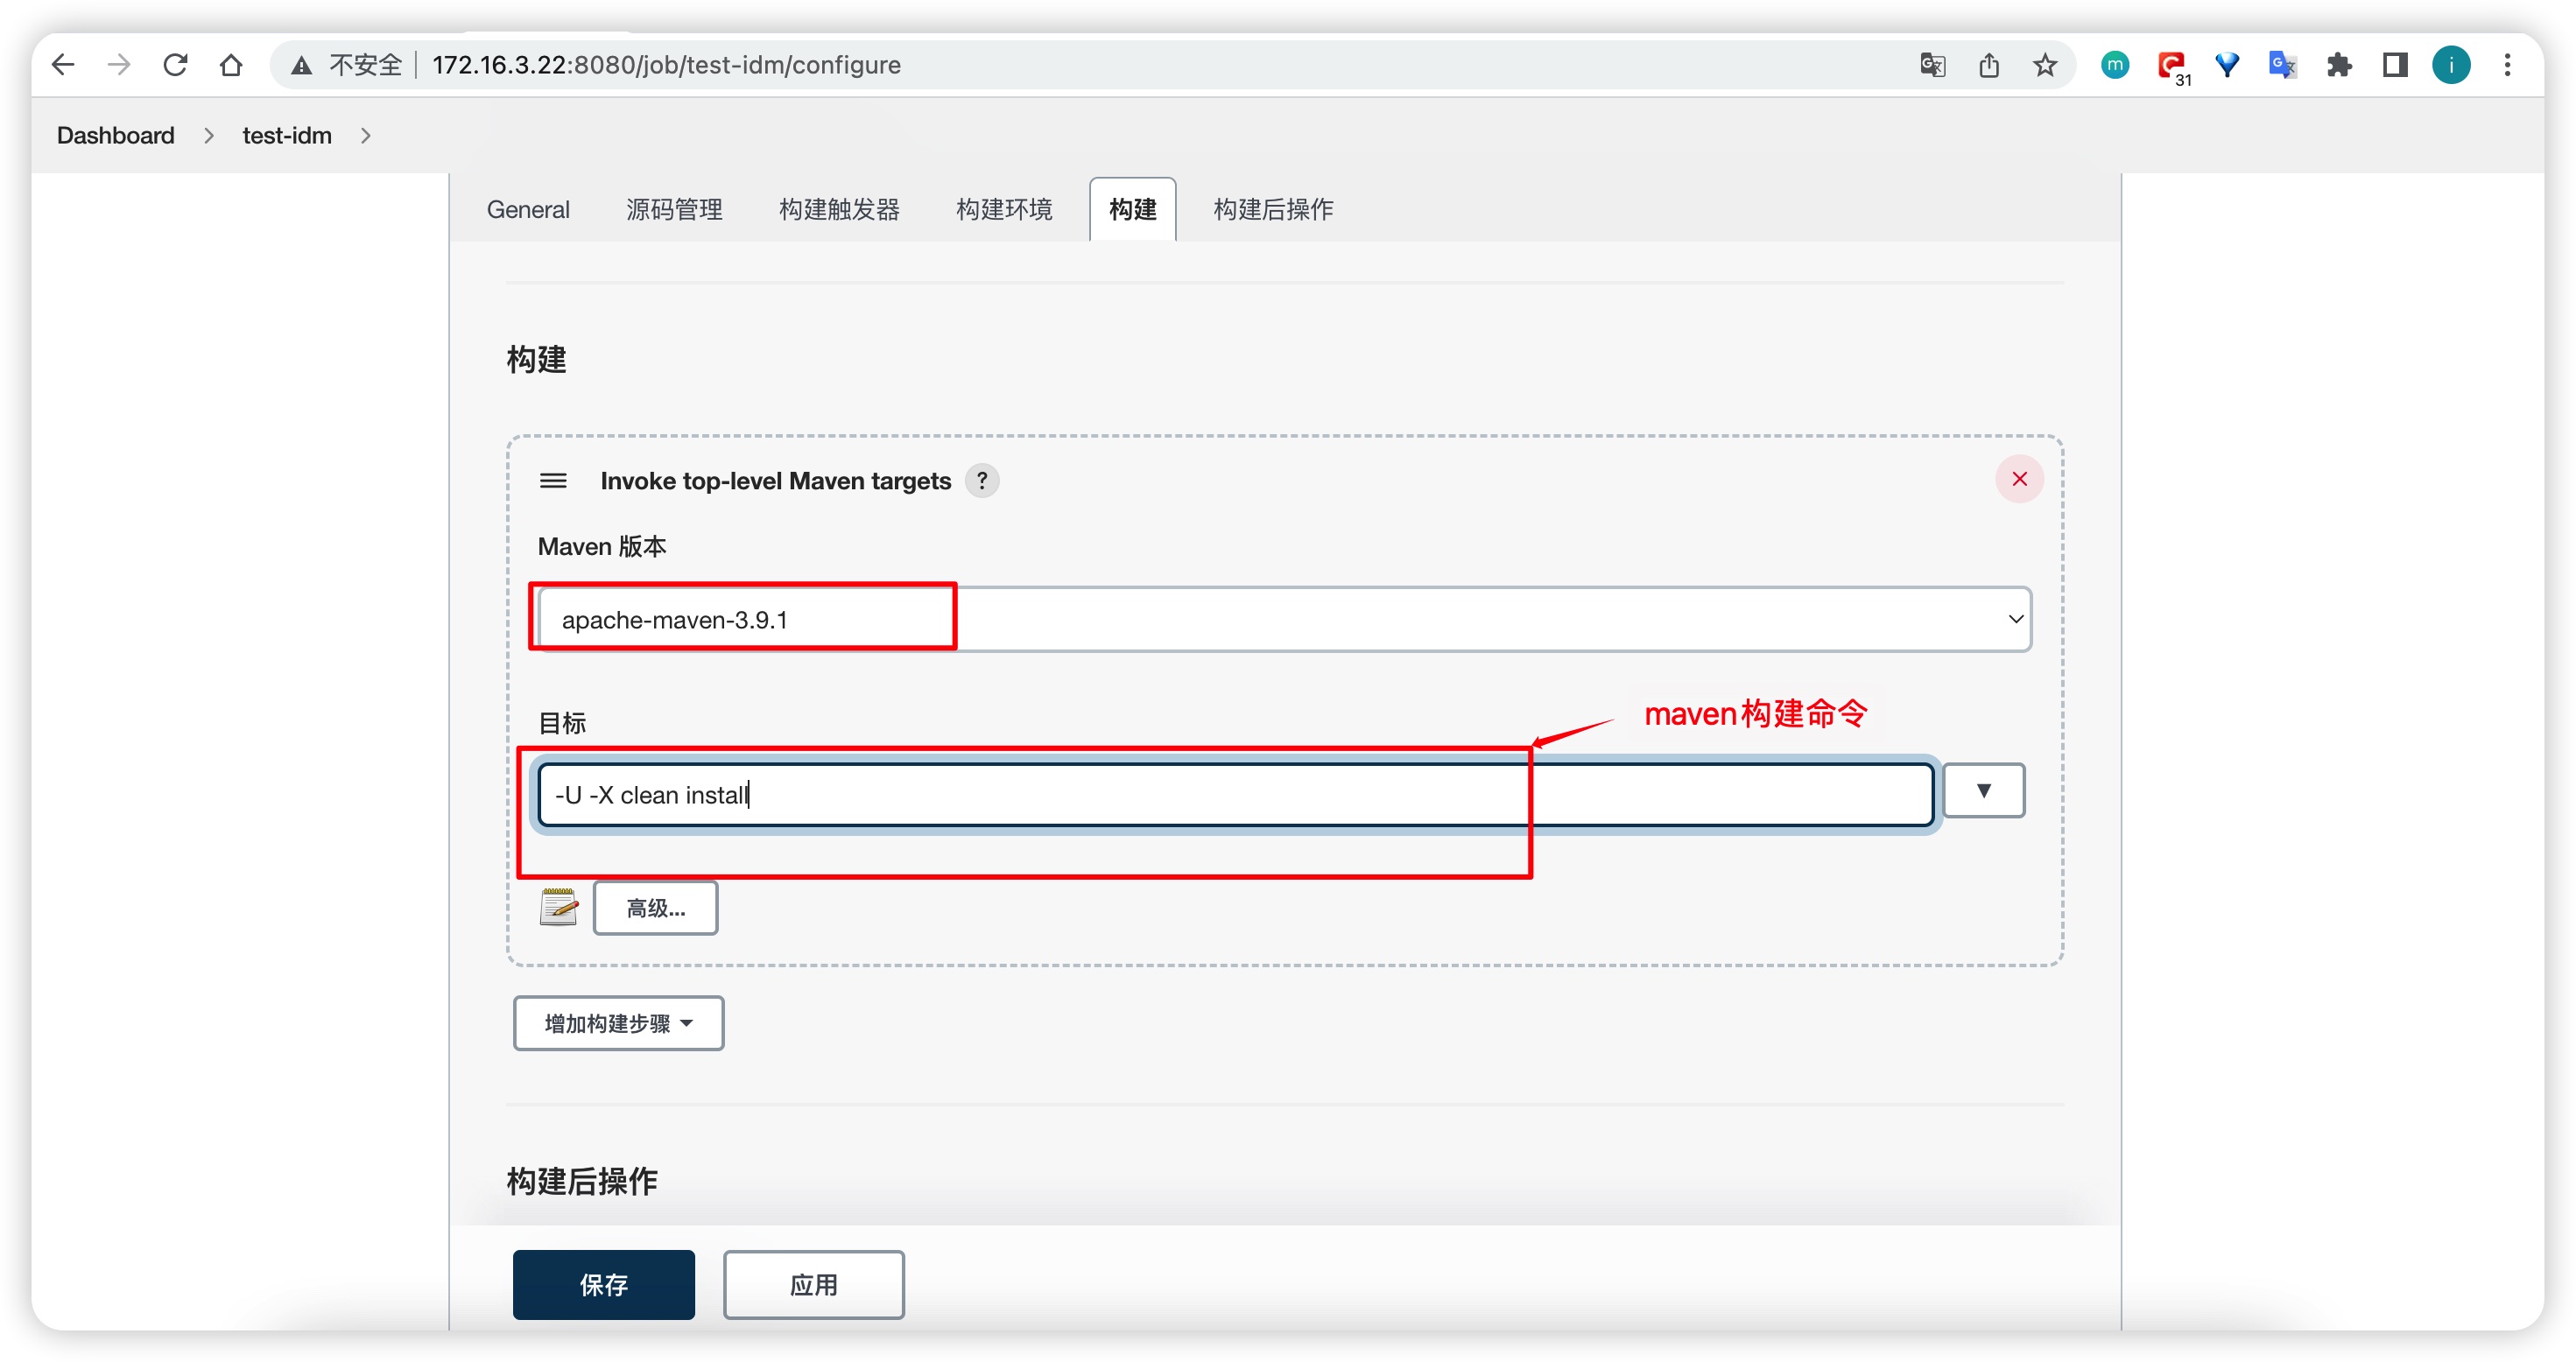 不安全 172.16.3.22:8080/job/test-idm/configure
m 31 i
Dashboard test-idm
General 源码管理 构建触发器 构建环境 构建 构建后操作
构建
Invoke top-level Maven targets ?
Maven 版本
apache-maven-3.9.1
maven构建命令
目标
-U -X clean install
高级...
增加构建步骤
构建后操作
保存 应用